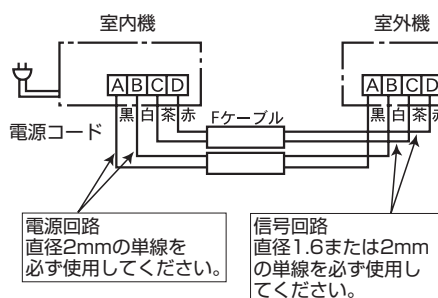 室内機
室外機
A B C D
A B C D
黒 白 茶 赤
Fケーブル
黒 白 茶 赤
電源コード
電源回路
直径2mmの単線を
必ず使用してください。
信号回路
直径1.6または2mm
の単線を必ず使用し
てください。